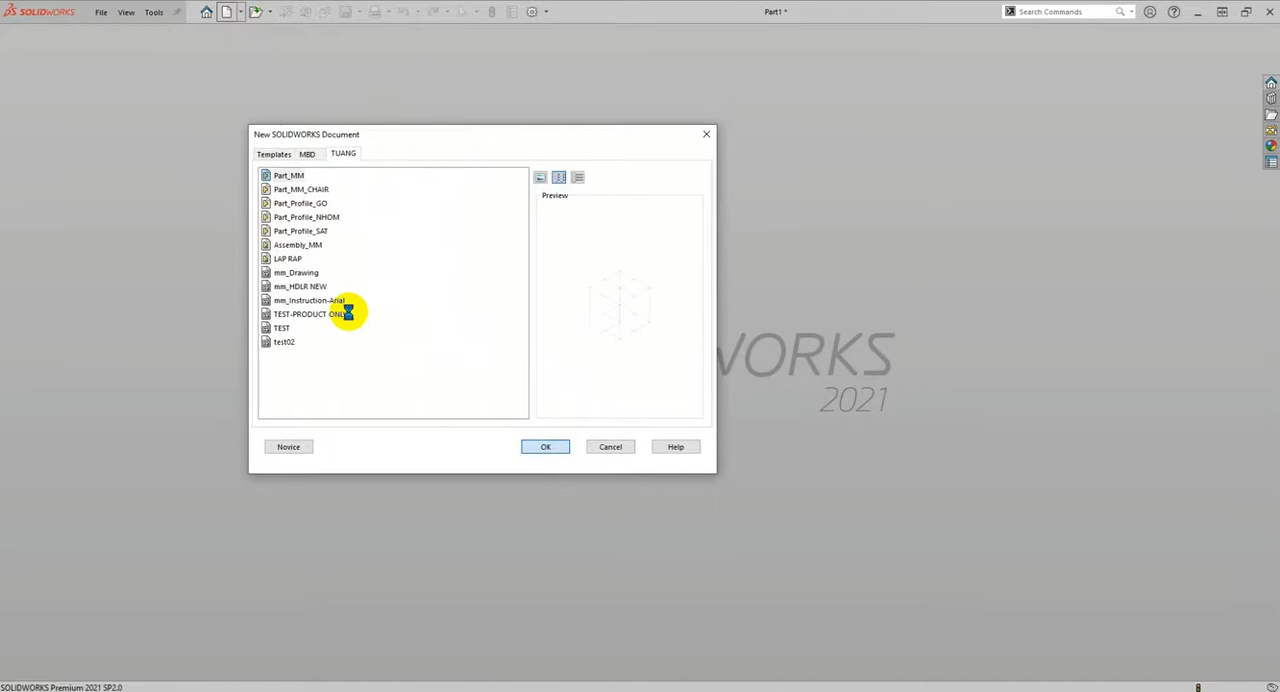 SOLIDWORKS File View Tools Part1 * Search Commands
New SOLIDWORKS Document
Templates MBD TUANG
Part_MM
Part_MM_CHAIR
Part_Profile_GO
Part_Profile_NHOM
Part_Profile_SAT
Assembly_MM
LAP RAP
mm_Drawing
mm_HDLR NEW
mm_Instruction-Arial
TEST-PRODUCT
TEST
test02
Preview
WORKS
2021
Novice OK Cancel Help
SOLIDWORKS Premium 2021 SP2.0